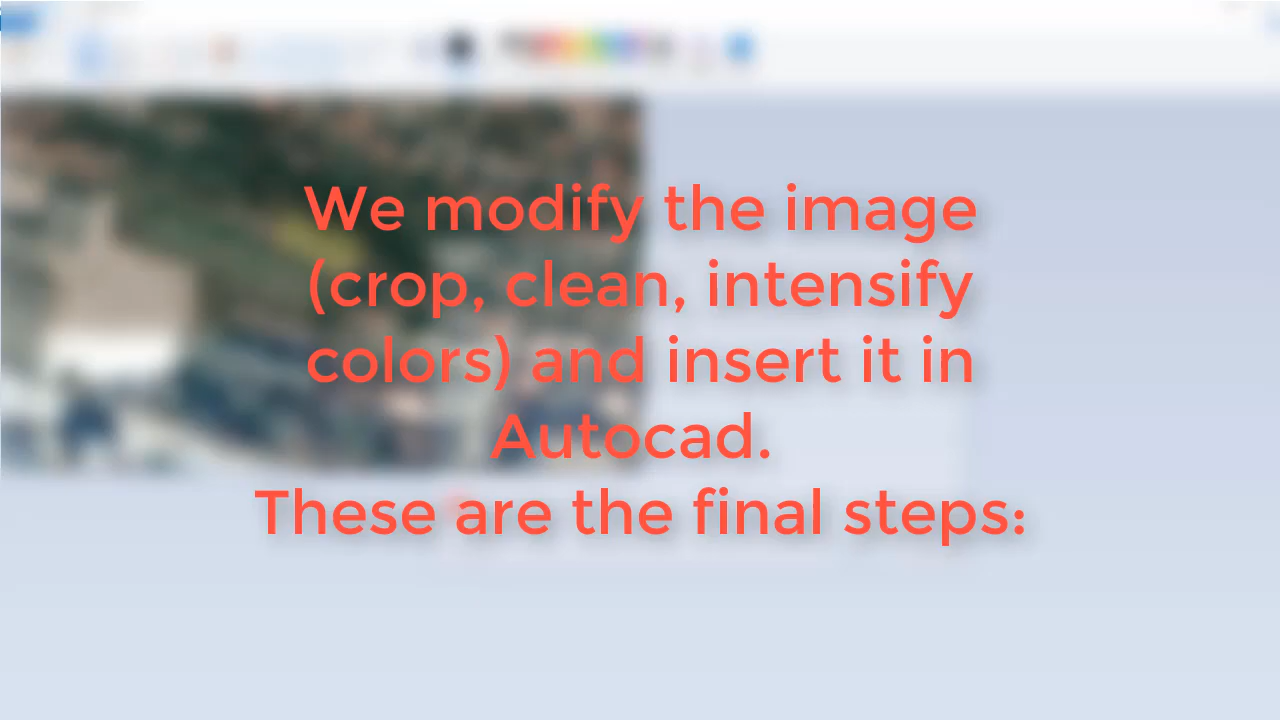 We modify the image
(crop, clean, intensify
colors) and insert it in
Autocad.
These are the final steps: